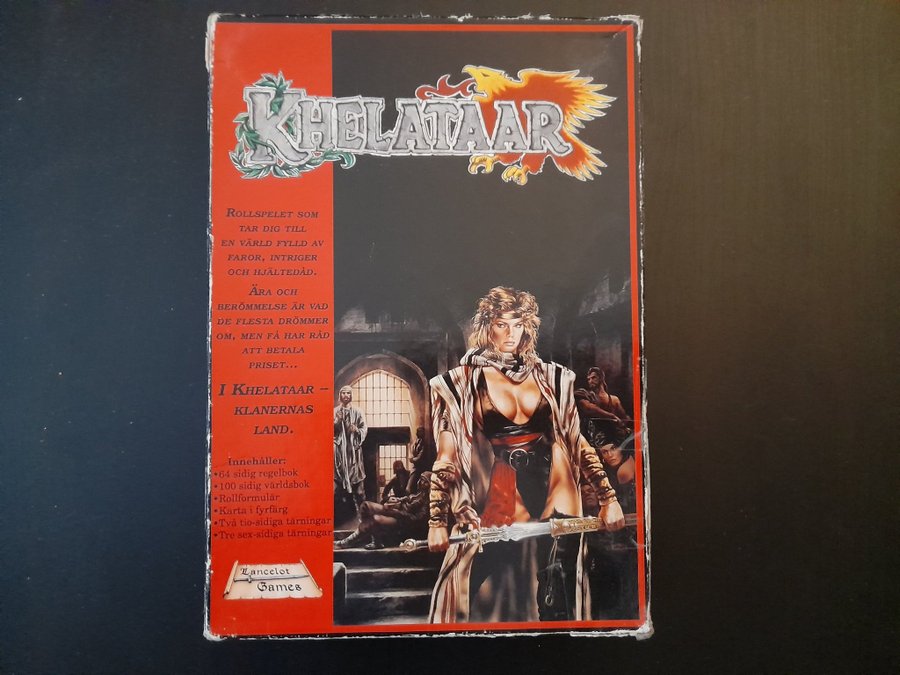 KHELATAAR
ROLLSPELET SOM
TAR DIG TILL
EN VÄRLD FYLLD AV
FAROR, INTRIGER
OCH HJÄLTEDÅD.
ÄRA OCH
BERÖMMELSE ÄR VAD
DE FLESTA DRÖMMER
OM, MEN FÅ HAR RÅD
ATT BETALA
PRISET...
I KHELATAAR –
KLANERNAS
LAND.
Innehåller:
•64 sidig regelbok
•100 sidig världsbok
•Rollformulär
•Karta i fyrfärg
•Två tio-sidiga tärningar
•Tre sex-sidiga tärningar
Lancelot
Games